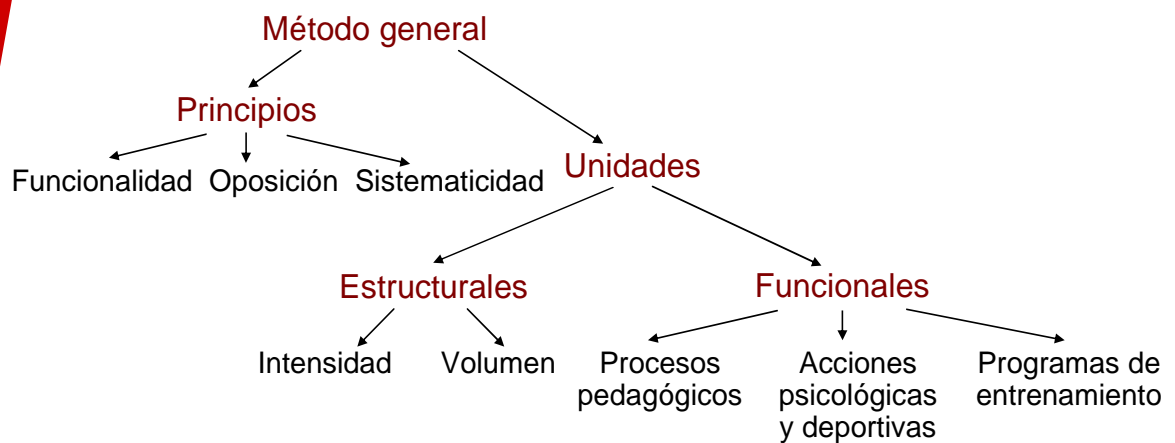 Método general
Principios
Funcionalidad Oposición Sistematicidad
Unidades
Estructurales
Funcionales
Intensidad
Volumen
Procesos
pedagógicos
Acciones
psicológicas
y deportivas
Programas de
entrenamiento